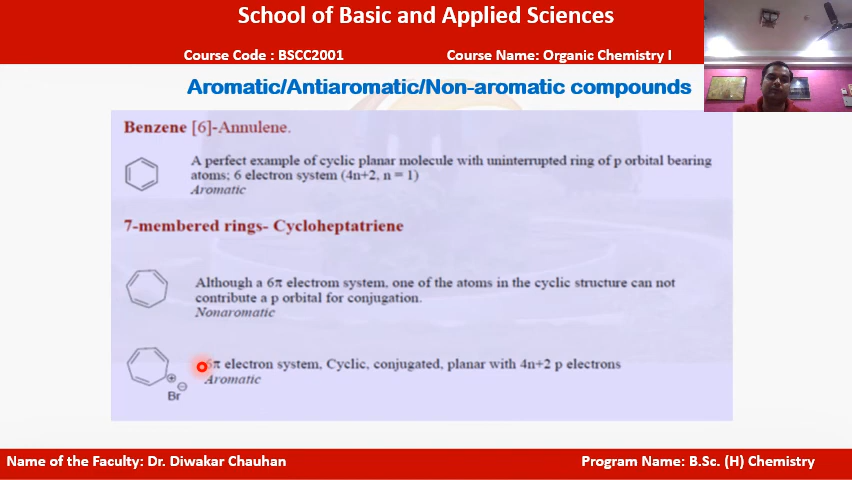 School of Basic and Applied Sciences
Course Code : BSCC2001 Course Name: Organic Chemistry I
Aromatic/Antiaromatic/Non-aromatic compounds
Benzene [6]-Annulene.
A perfect example of cyclic planar molecule with uninterrupted ring of p orbital bearing
atoms; 6 electron system (4n+2, n = 1)
Aromatic
7-membered rings- Cycloheptatriene
Although a 6π electrom system, one of the atoms in the cyclic structure can not
contribute a p orbital for conjugation.
Nonaromatic
6π electron system, Cyclic, conjugated, planar with 4n+2 p electrons
Aromatic
⊕
⊖
Br
Name of the Faculty: Dr. Diwakar Chauhan Program Name: B.Sc. (H) Chemistry